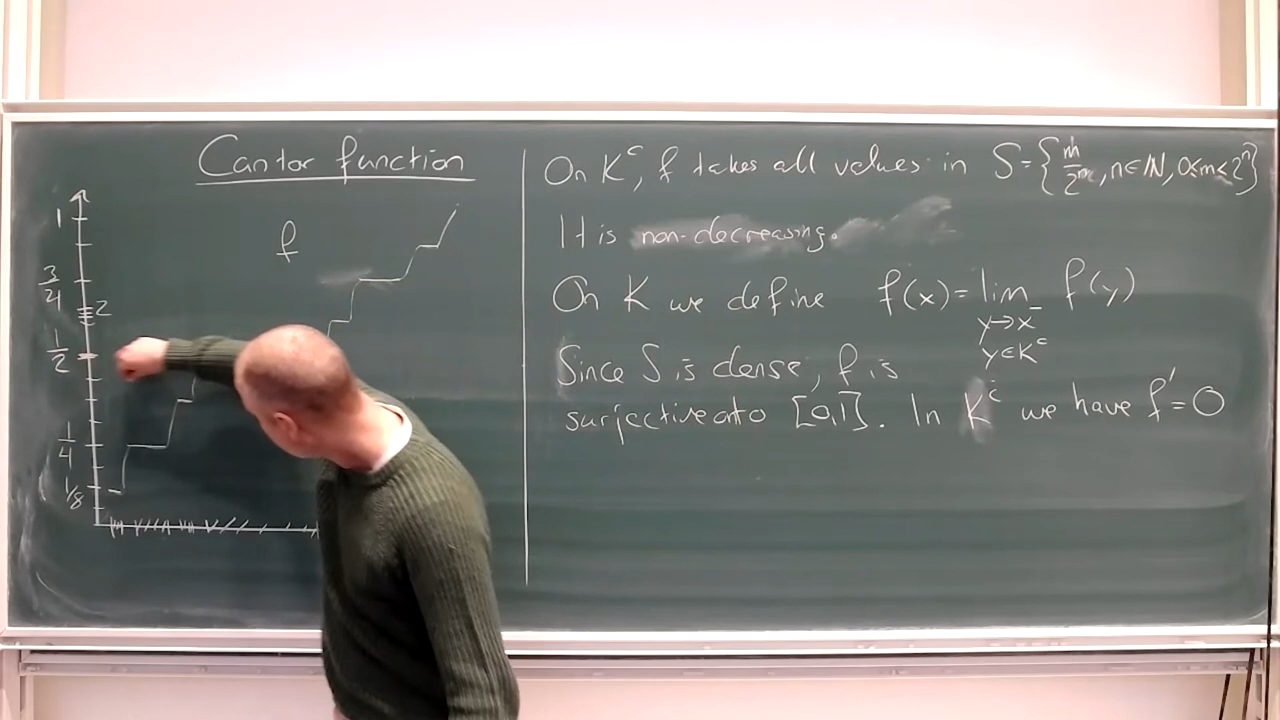 Cantor function
f
1
3/4
z
1/2
1/4
1/8
On K^c, f takes all values in S = {m/2^n, n∈ℕ, 0≤m≤2^n}
It is non-decreasing.
On K we define f(x) = lim_{y→x^-, y∈K^c} f(y)
Since S is dense, f is
surjective onto [0,1]. In K^c we have f' = 0